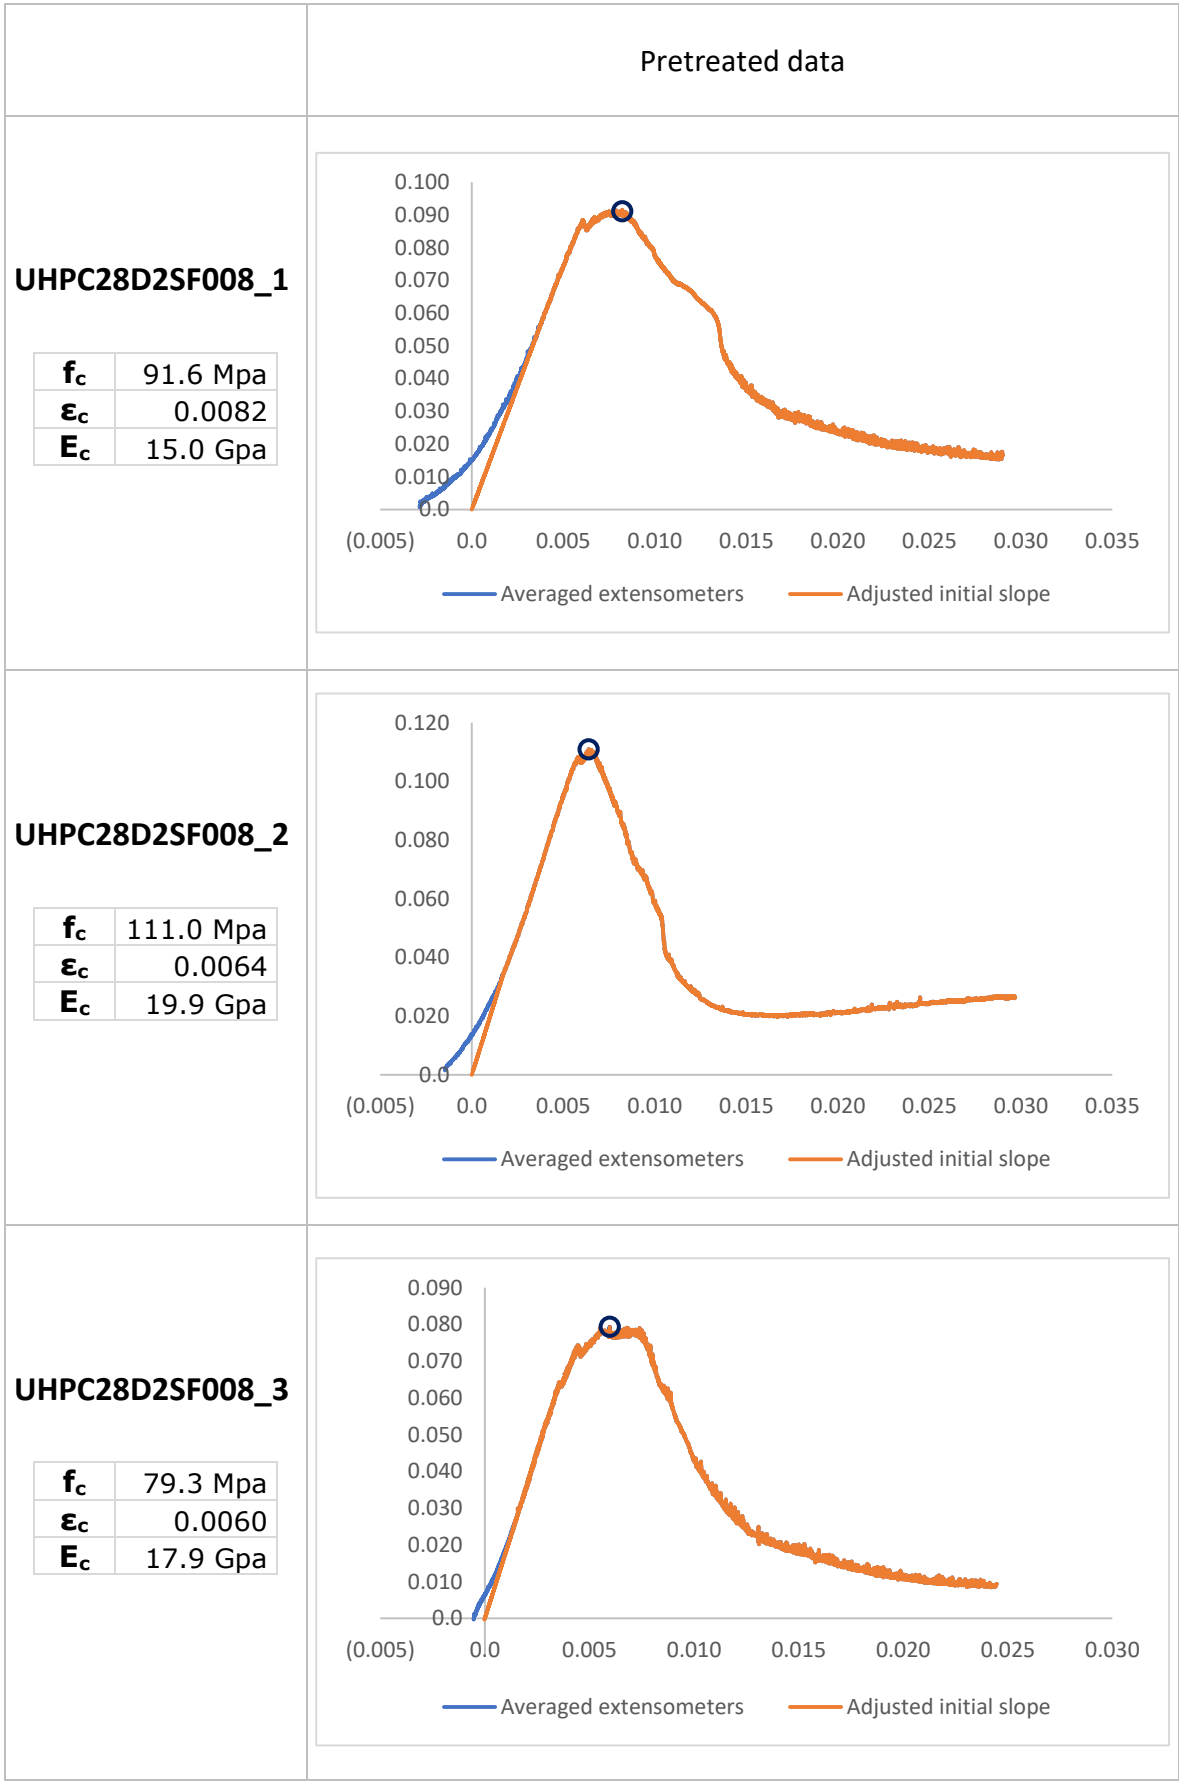 Pretreated data
UHPC28D2SF008_1
fc 91.6 Mpa
εc 0.0082
Ec 15.0 Gpa
0.100
0.090
0.080
0.070
0.060
0.050
0.040
0.030
0.020
0.010
0.0
(0.005) 0.0 0.005 0.010 0.015 0.020 0.025 0.030 0.035
Averaged extensometers Adjusted initial slope
UHPC28D2SF008_2
fc 111.0 Mpa
εc 0.0064
Ec 19.9 Gpa
0.120
0.100
0.080
0.060
0.040
0.020
0.0
(0.005) 0.0 0.005 0.010 0.015 0.020 0.025 0.030 0.035
Averaged extensometers Adjusted initial slope
UHPC28D2SF008_3
fc 79.3 Mpa
εc 0.0060
Ec 17.9 Gpa
0.090
0.080
0.070
0.060
0.050
0.040
0.030
0.020
0.010
0.0
(0.005) 0.0 0.005 0.010 0.015 0.020 0.025 0.030
Averaged extensometers Adjusted initial slope